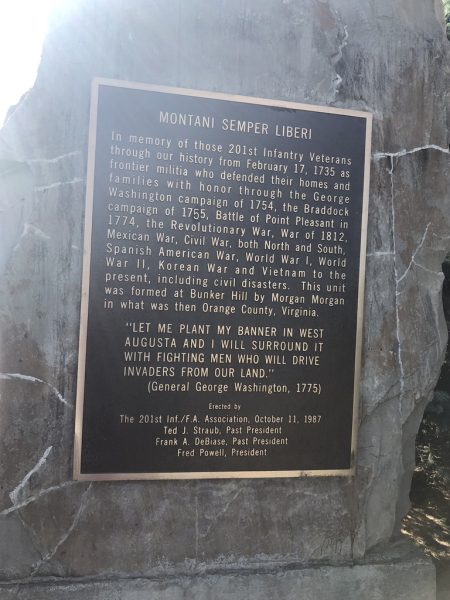 MONTANI SEMPER LIBERI
In memory of those 201st Infantry Veterans
through our history from February 17, 1735 as
frontier militia who defended their homes and
families with honor through the George
Washington campaign of 1754, the Braddock
campaign of 1755, Battle of Point Pleasant in
1774, the Revolutionary War, War of 1812,
Mexican War, Civil War, both North and South,
Spanish American War, World War I, World
War II, Korean War and Vietnam to the
present, including civil disasters. This unit
was formed at Bunker Hill by Morgan Morgan
in what was then Orange County, Virginia.
"LET ME PLANT MY BANNER IN WEST
AUGUSTA AND I WILL SURROUND IT
WITH FIGHTING MEN WHO WILL DRIVE
INVADERS FROM OUR LAND."
(General George Washington, 1775)
Erected by
The 201st Inf./F.A. Association, October 11, 1987
Ted J. Straub, Past President
Frank A. DeBiase, Past President
Fred Powell, President